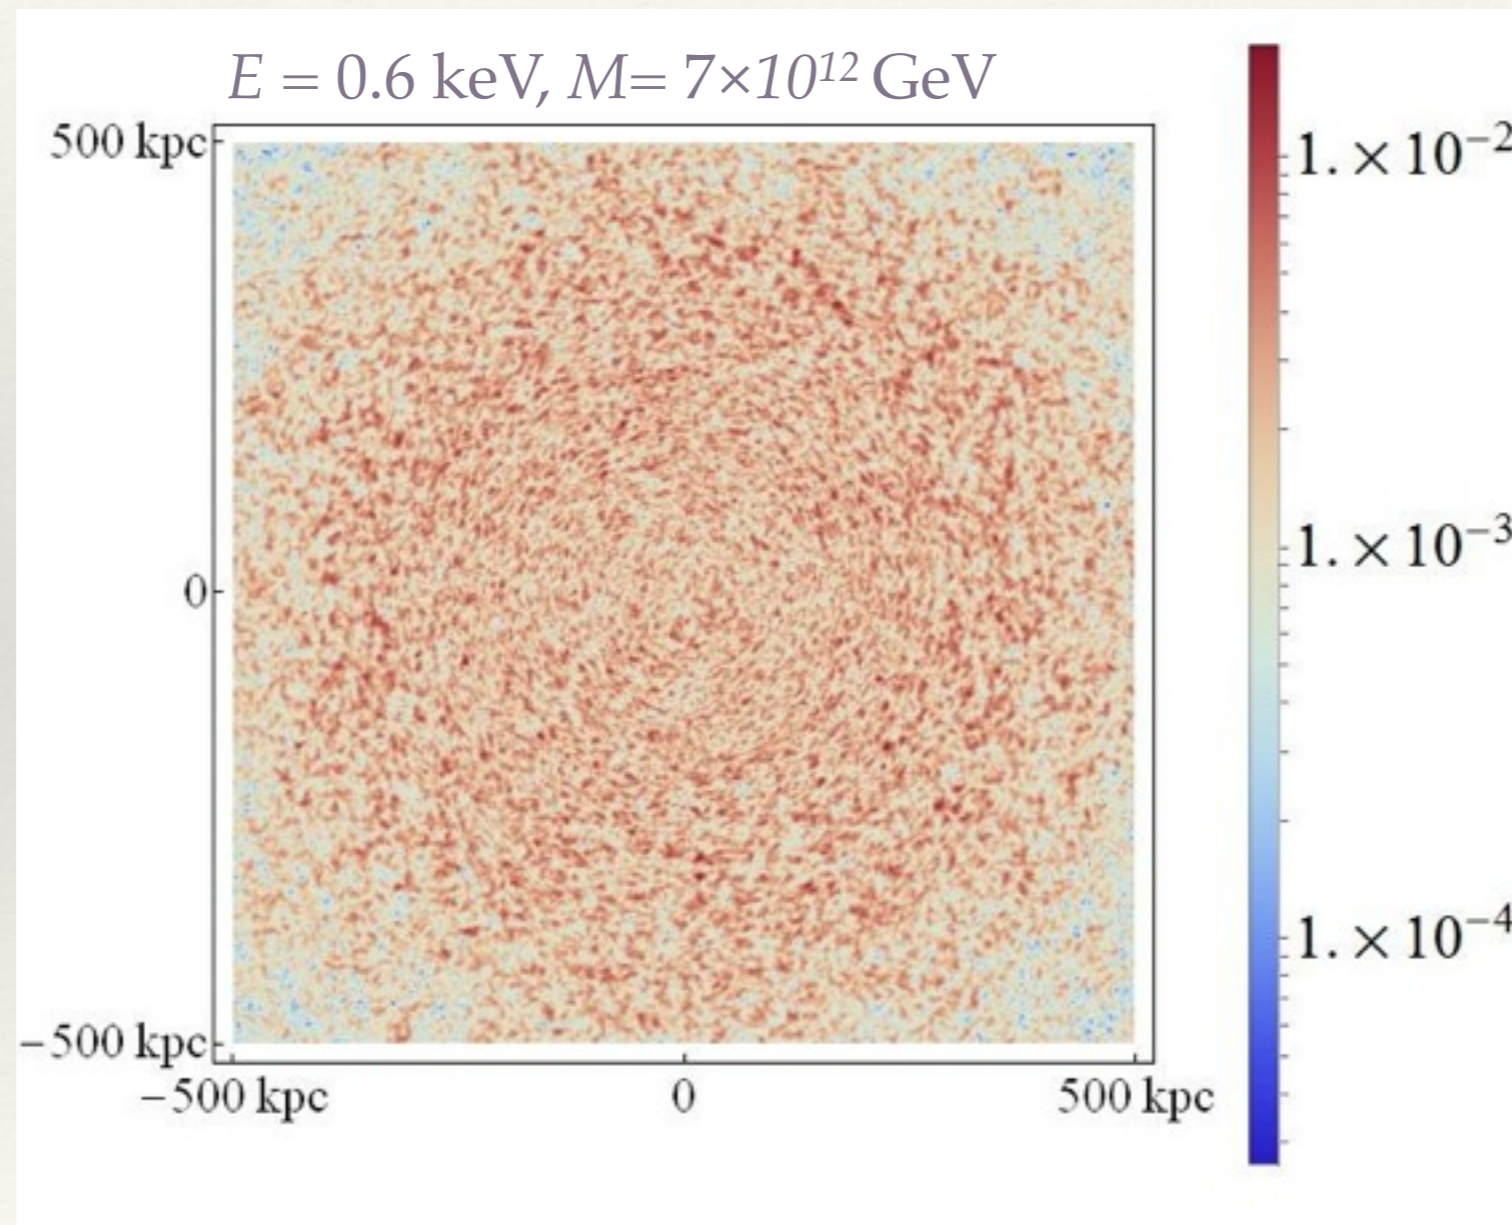 E = 0.6 keV, M= 7×10¹² GeV
500 kpc
0
−500 kpc
−500 kpc 0 500 kpc
1.×10⁻²
1.×10⁻³
1.×10⁻⁴